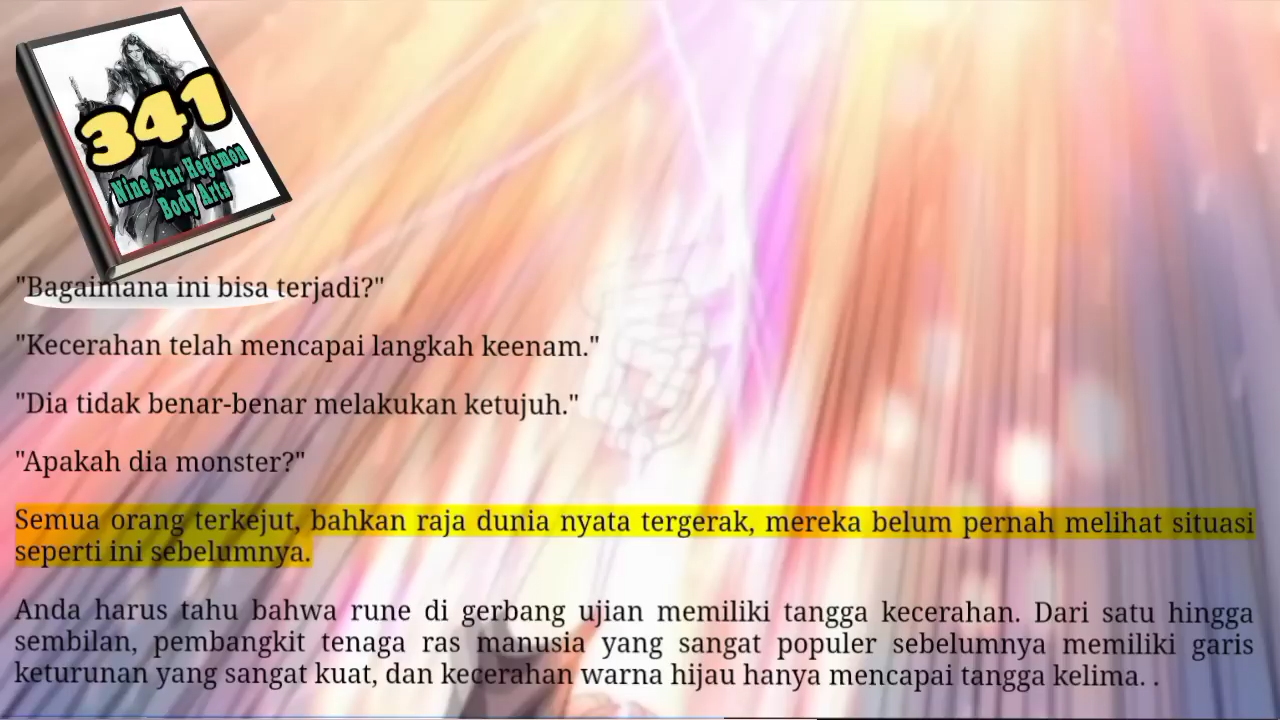 341
Nine Star Hegemon
Body Arts
"Bagaimana ini bisa terjadi?"
"Kecerahan telah mencapai langkah keenam."
"Dia tidak benar-benar melakukan ketujuh."
"Apakah dia monster?"
Semua orang terkejut, bahkan raja dunia nyata tergerak, mereka belum pernah melihat situasi
seperti ini sebelumnya.
Anda harus tahu bahwa rune di gerbang ujian memiliki tangga kecerahan. Dari satu hingga
sembilan, pembangkit tenaga ras manusia yang sangat populer sebelumnya memiliki garis
keturunan yang sangat kuat, dan kecerahan warna hijau hanya mencapai tangga kelima. .